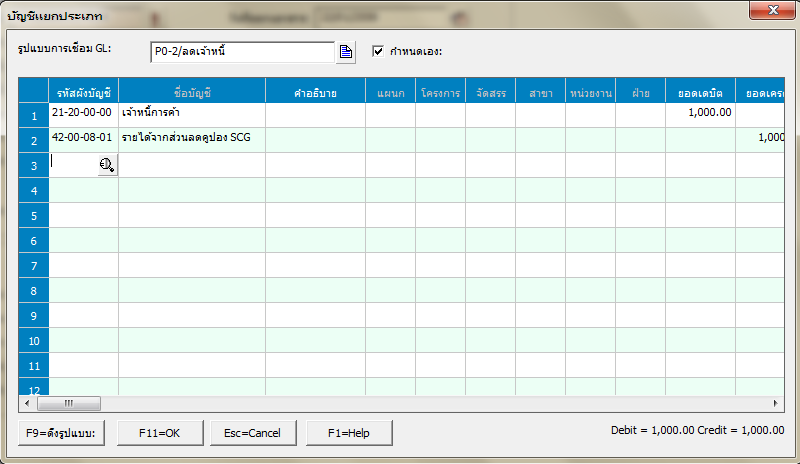 บัญชีแยกประเภท
รูปแบบการเชื่อม GL: P0-2/ลดเจ้าหนี้ กำหนดเอง:
รหัสผังบัญชี ชื่อบัญชี คำอธิบาย แผนก โครงการ จัดสรร สาขา หน่วยงาน ฝ่าย ยอดเดบิต ยอดเครด
1 21-20-00-00 เจ้าหนี้การค้า 1,000.00
2 42-00-08-01 รายได้จากส่วนลดคูปอง SCG 1,000
3
4
5
6
7
8
9
10
11
12
F9=ดึงรูปแบบ: F11=OK Esc=Cancel F1=Help Debit = 1,000.00 Credit = 1,000.00